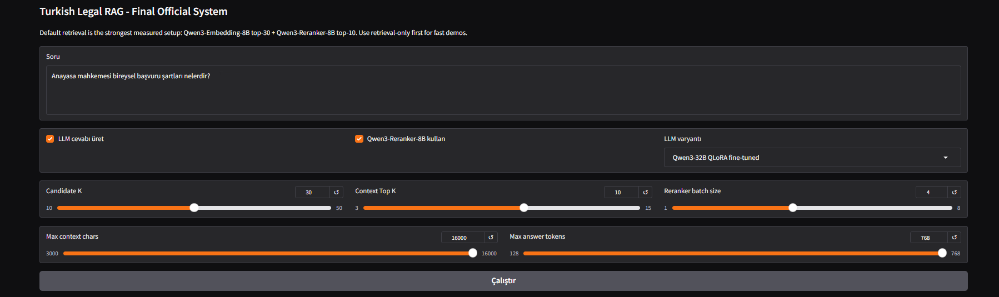 Turkish Legal RAG - Final Official System
Default retrieval is the strongest measured setup: Qwen3-Embedding-8B top-30 + Qwen3-Reranker-8B top-10. Use retrieval-only first for fast demos.
Soru
Anayasa mahkemesi bireysel başvuru şartları nelerdir?
LLM cevabı üret
Qwen3-Reranker-8B kullan
LLM varyantı
Qwen3-32B QLoRA fine-tuned
Candidate K
30
↺
10
50
Context Top K
10
↺
3
15
Reranker batch size
4
↺
1
8
Max context chars
16000
↺
3000
16000
Max answer tokens
768
↺
128
768
Çalıştır